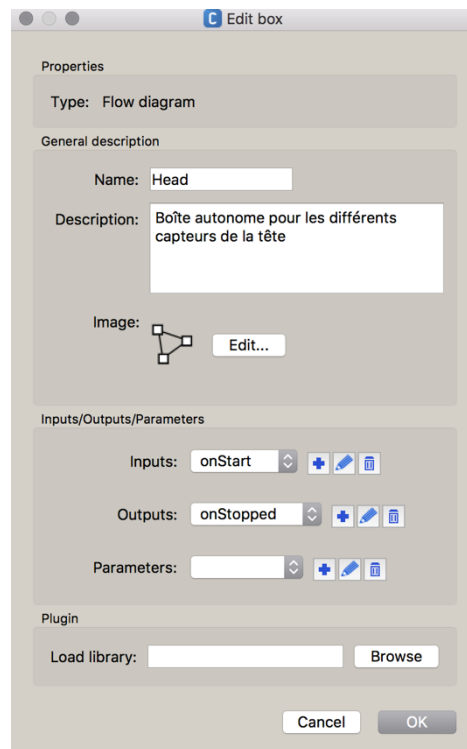 C Edit box
Properties
Type: Flow diagram
General description
Name: Head
Description: Boîte autonome pour les différents
capteurs de la tête
Image: Edit...
Inputs/Outputs/Parameters
Inputs: onStart
Outputs: onStopped
Parameters:
Plugin
Load library: Browse
Cancel OK